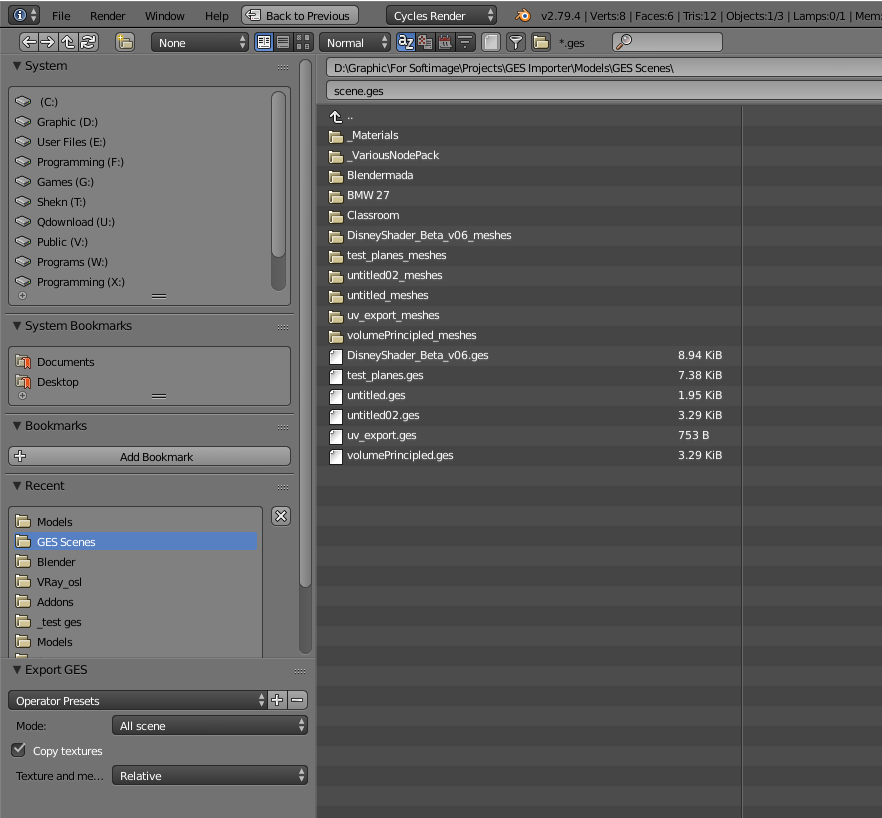 File Render Window Help Back to Previous Cycles Render v2.79.4 | Verts:8 | Faces:6 | Tris:12 | Objects:1/3 | Lamps:0/1 | Mem:
None Normal *.ges
System
D:\Graphic\For Softimage\Projects\GES Importer\Models\GES Scenes\
scene.ges
(C:)
Graphic (D:)
User Files (E:)
Programming (F:)
Games (G:)
Shekn (T:)
Qdownload (U:)
Public (V:)
Programs (W:)
Programming (X:)
System Bookmarks
Documents
Desktop
Bookmarks
Add Bookmark
Recent
Models
GES Scenes
Blender
VRay_osl
Addons
_test ges
Models
Export GES
Operator Presets
Mode: All scene
Copy textures
Texture and me... Relative
..
_Materials
_VariousNodePack
Blendermada
BMW 27
Classroom
DisneyShader_Beta_v06_meshes
test_planes_meshes
untitled02_meshes
untitled_meshes
uv_export_meshes
volumePrincipled_meshes
DisneyShader_Beta_v06.ges 8.94 KiB
test_planes.ges 7.38 KiB
untitled.ges 1.95 KiB
untitled02.ges 3.29 KiB
uv_export.ges 753 B
volumePrincipled.ges 3.29 KiB